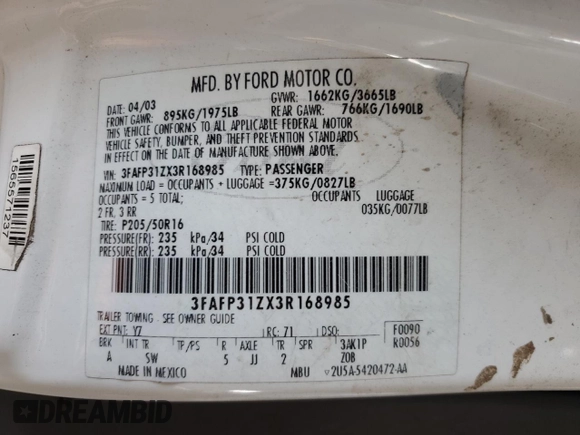 MFD. BY FORD MOTOR CO.
DATE: 04/03 GVWR: 1662KG/3665LB
FRONT GAWR: 895KG/1975LB REAR GAWR: 766KG/1690LB
THIS VEHICLE CONFORMS TO ALL APPLICABLE FEDERAL MOTOR
VEHICLE SAFETY, BUMPER, AND THEFT PREVENTION STANDARDS
IN EFFECT ON THE DATE OF MANUFACTURE SHOWN ABOVE.
VIN: 3FAFP31ZX3R168985 TYPE: PASSENGER
MAXIMUM LOAD = OCCUPANTS + LUGGAGE =375KG/0827LB
OCCUPANTS = 5 TOTAL; OCCUPANTS LUGGAGE
2 FR, 3 RR 035KG/0077LB
TIRE: P205/50R16
PRESSURE(FR): 235 kPa/34 PSI COLD
PRESSURE(RR): 235 kPa/34 PSI COLD
3FAFP31ZX3R168985
TRAILER TOWING - SEE OWNER GUIDE
EXT PNT: Y7 RC: 71 DSO: F0090
BRK INT TR TP/PS R AXLE TR SPR 3AK1P R0056
A SW 5 JJ 2 Z0B
MADE IN MEXICO MBU 2U5A-5420472-AA
1565571237
DREAMBID